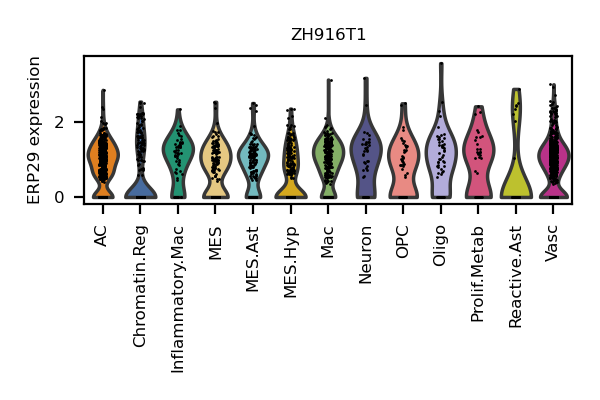 ZH916T1
ERP29 expression
2
0
AC
Chromatin.Reg
Inflammatory.Mac
MES
MES.Ast
MES.Hyp
Mac
Neuron
OPC
Oligo
Prolif.Metab
Reactive.Ast
Vasc